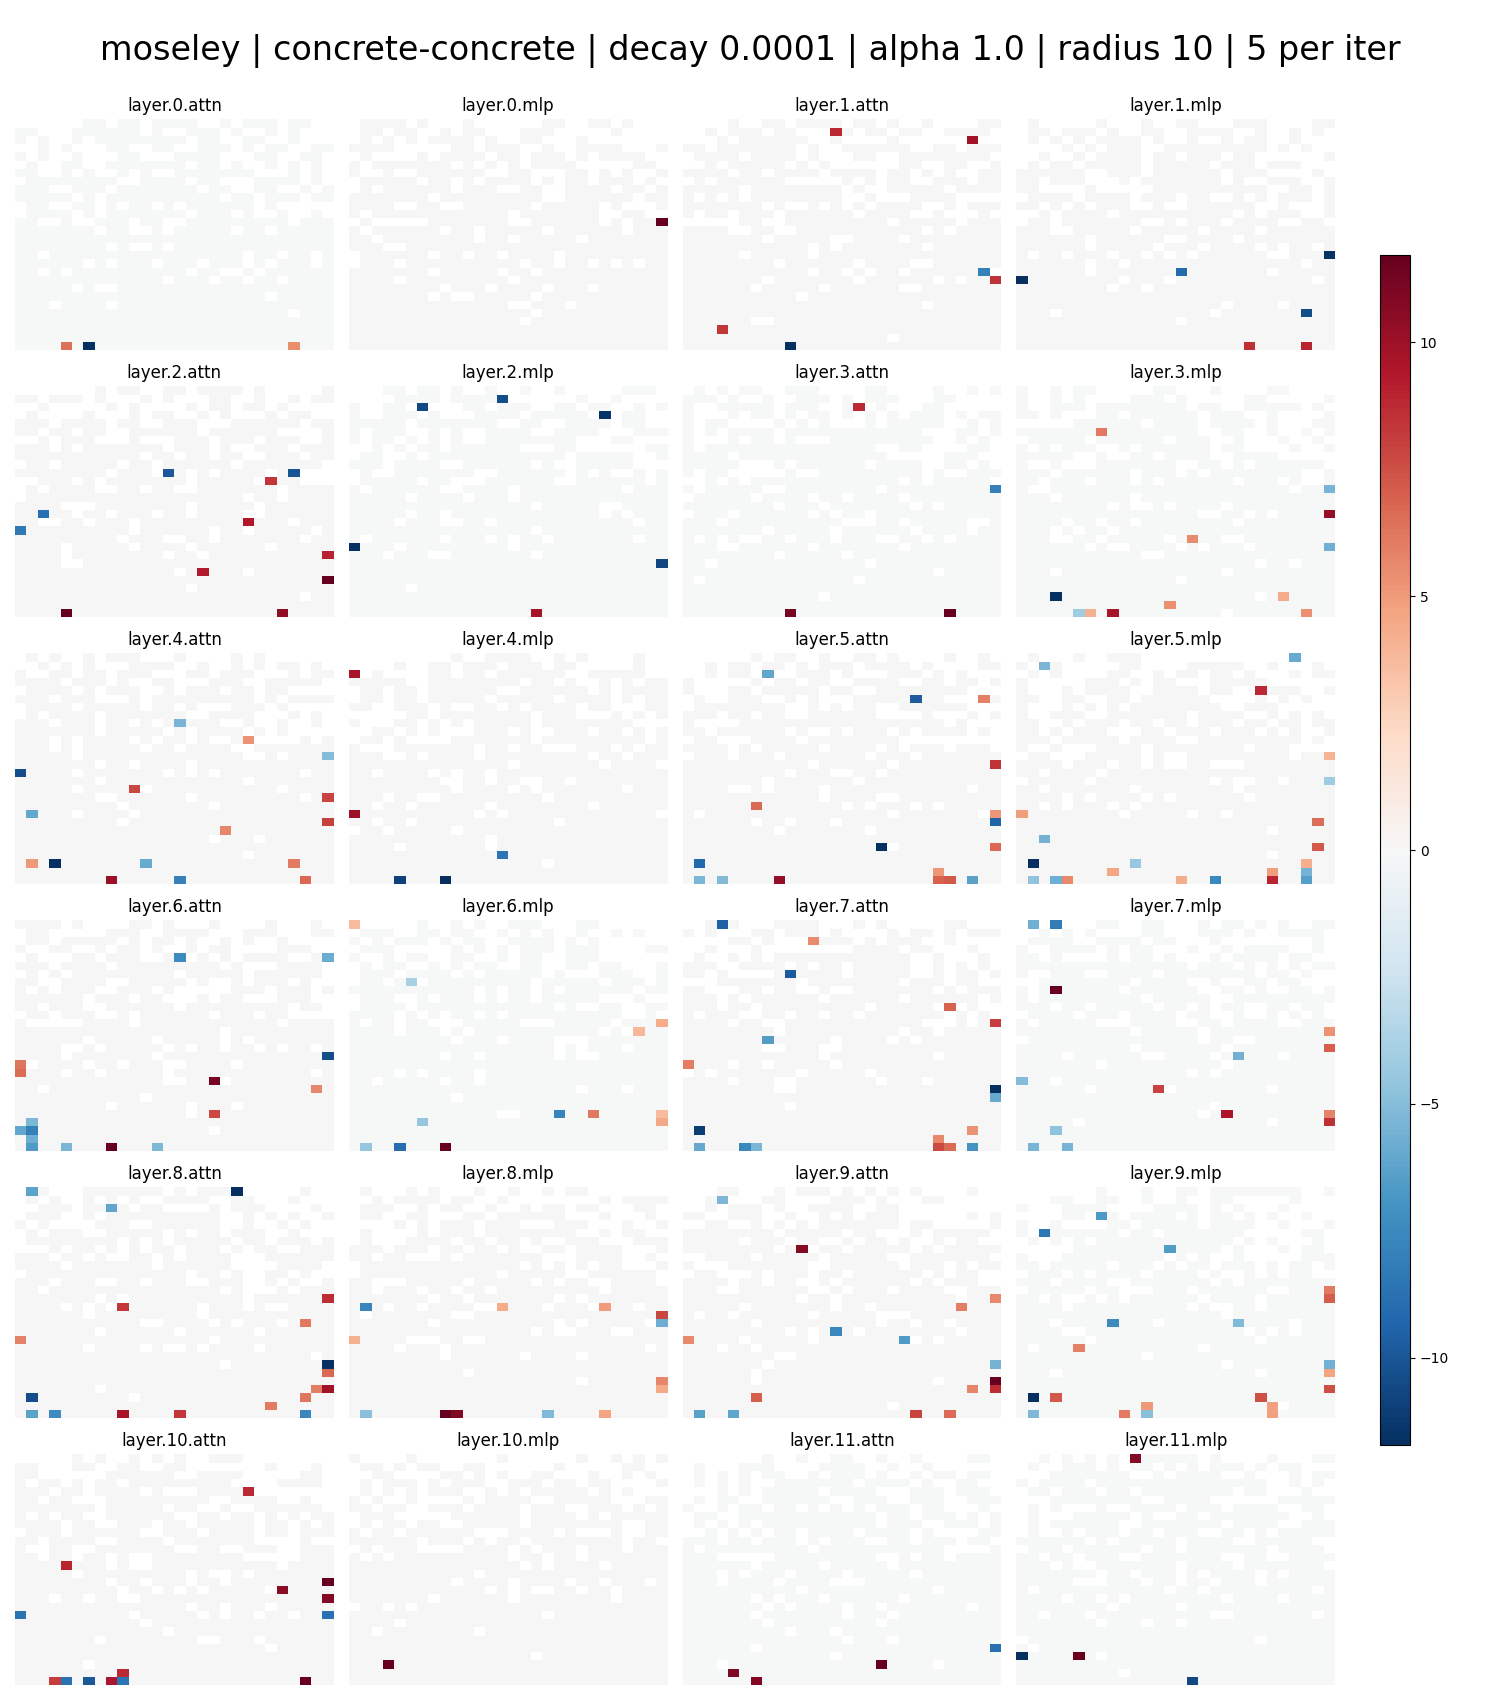 moseley | concrete-concrete | decay 0.0001 | alpha 1.0 | radius 10 | 5 per iter
layer.0.attn
layer.0.mlp
layer.1.attn
layer.1.mlp
layer.2.attn
layer.2.mlp
layer.3.attn
layer.3.mlp
layer.4.attn
layer.4.mlp
layer.5.attn
layer.5.mlp
layer.6.attn
layer.6.mlp
layer.7.attn
layer.7.mlp
layer.8.attn
layer.8.mlp
layer.9.attn
layer.9.mlp
layer.10.attn
layer.10.mlp
layer.11.attn
layer.11.mlp
10
5
0
−5
−10